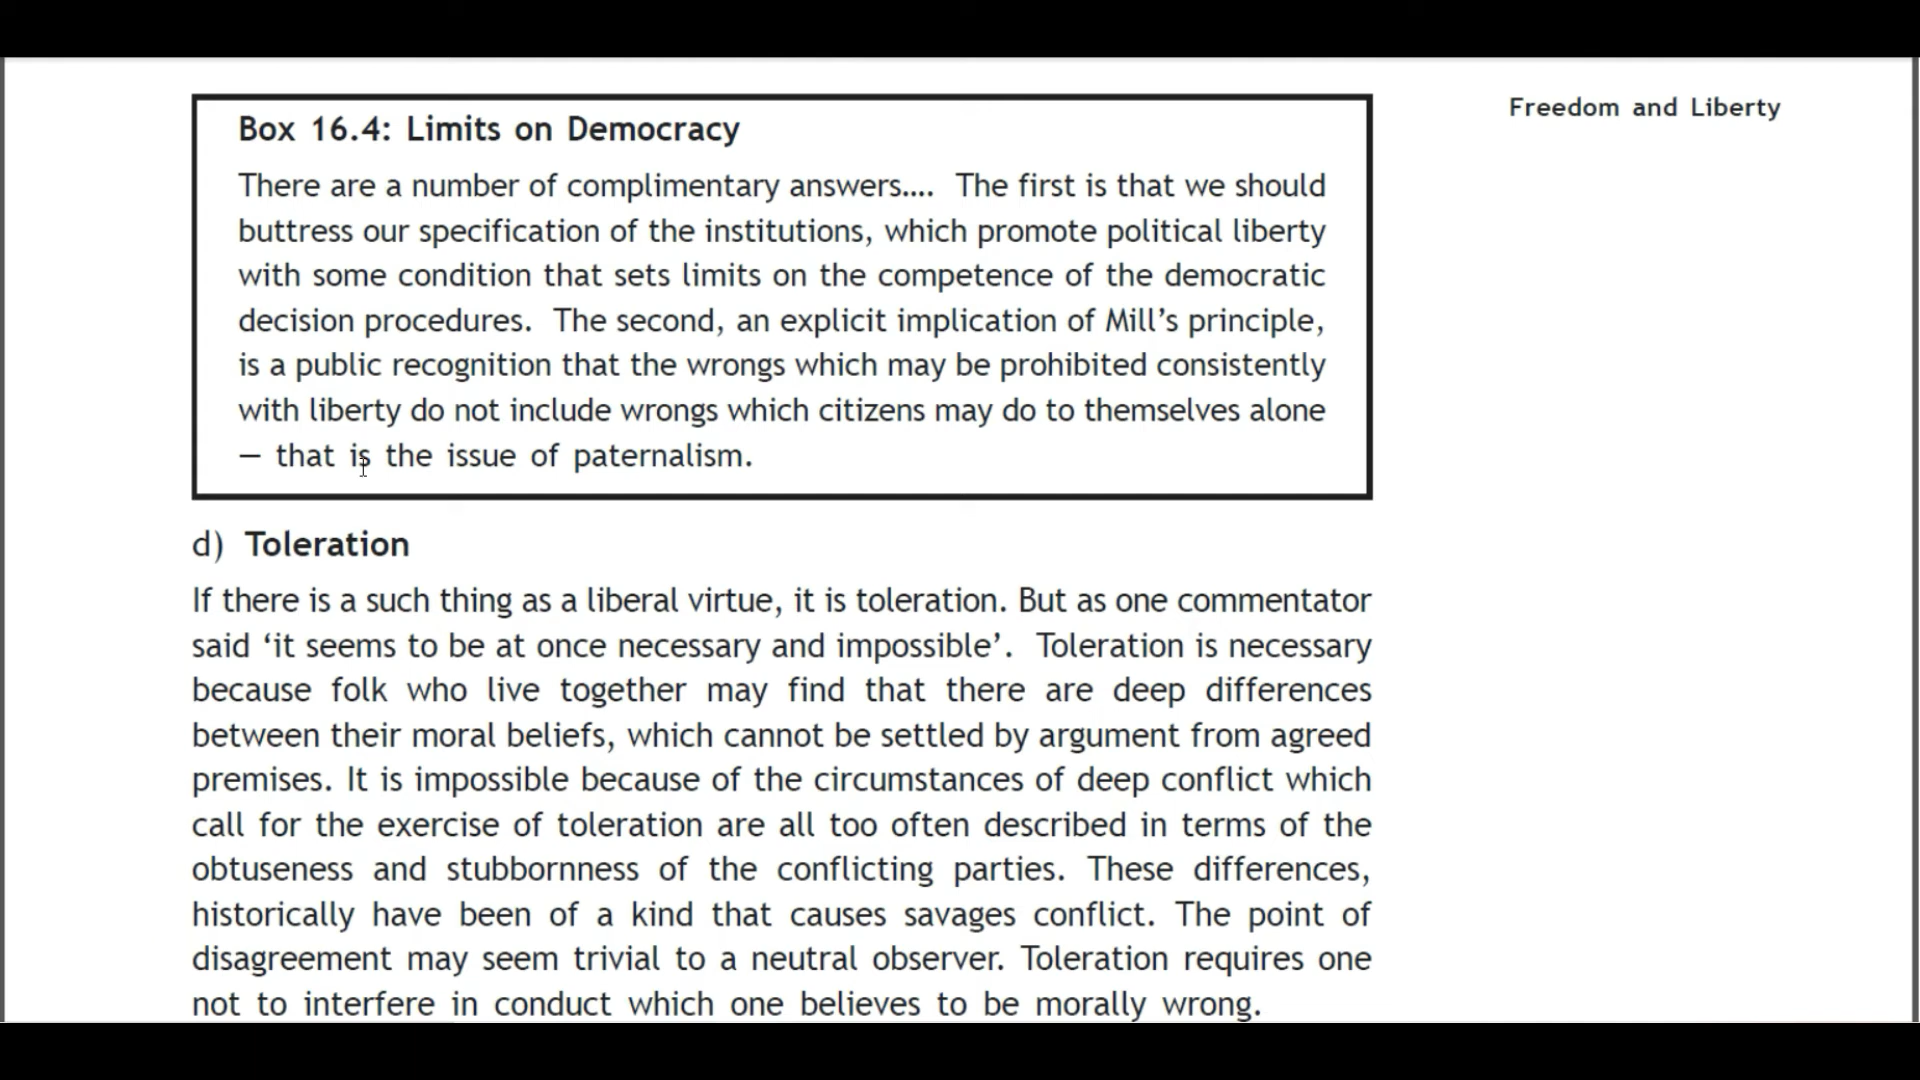 Freedom and Liberty
Box 16.4: Limits on Democracy
There are a number of complimentary answers.... The first is that we should
buttress our specification of the institutions, which promote political liberty
with some condition that sets limits on the competence of the democratic
decision procedures. The second, an explicit implication of Mill’s principle,
is a public recognition that the wrongs which may be prohibited consistently
with liberty do not include wrongs which citizens may do to themselves alone
— that is the issue of paternalism.
d) Toleration
If there is a such thing as a liberal virtue, it is toleration. But as one commentator
said ‘it seems to be at once necessary and impossible’. Toleration is necessary
because folk who live together may find that there are deep differences
between their moral beliefs, which cannot be settled by argument from agreed
premises. It is impossible because of the circumstances of deep conflict which
call for the exercise of toleration are all too often described in terms of the
obtuseness and stubbornness of the conflicting parties. These differences,
historically have been of a kind that causes savages conflict. The point of
disagreement may seem trivial to a neutral observer. Toleration requires one
not to interfere in conduct which one believes to be morally wrong.